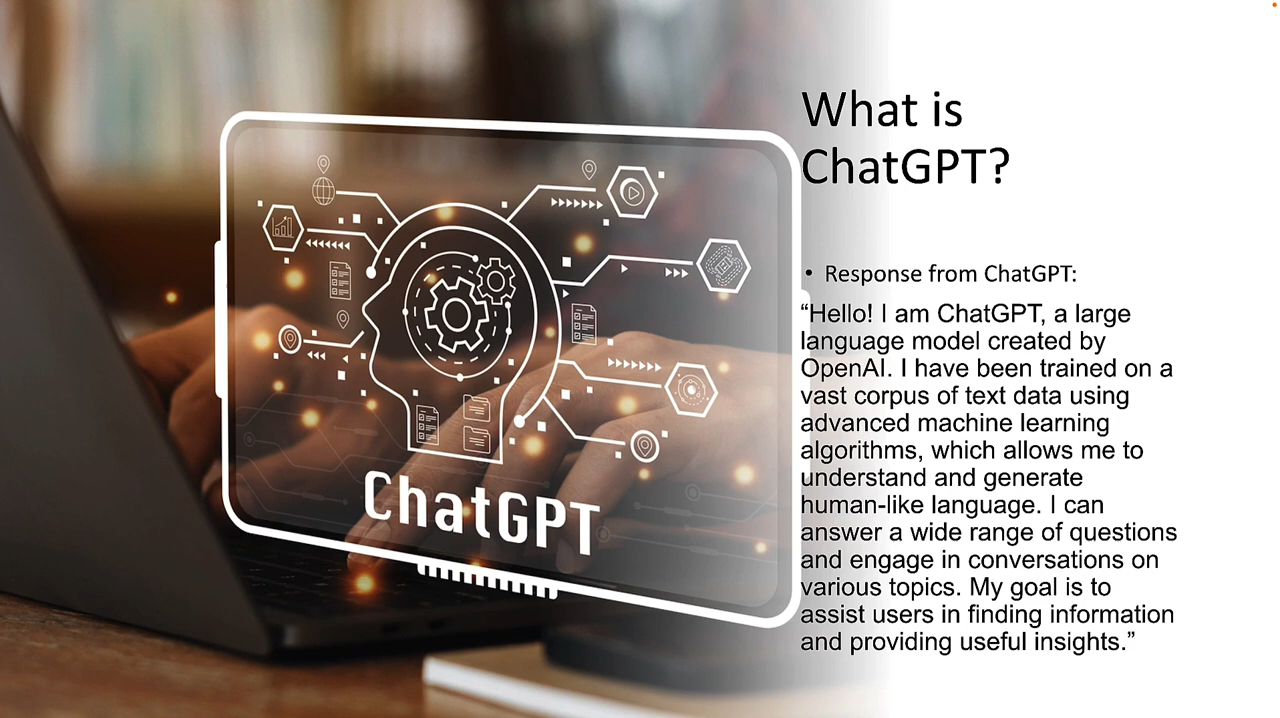 What is
ChatGPT?
• Response from ChatGPT:
“Hello! I am ChatGPT, a large
language model created by
OpenAI. I have been trained on a
vast corpus of text data using
advanced machine learning
algorithms, which allows me to
understand and generate
human-like language. I can
answer a wide range of questions
and engage in conversations on
various topics. My goal is to
assist users in finding information
and providing useful insights.”
ChatGPT